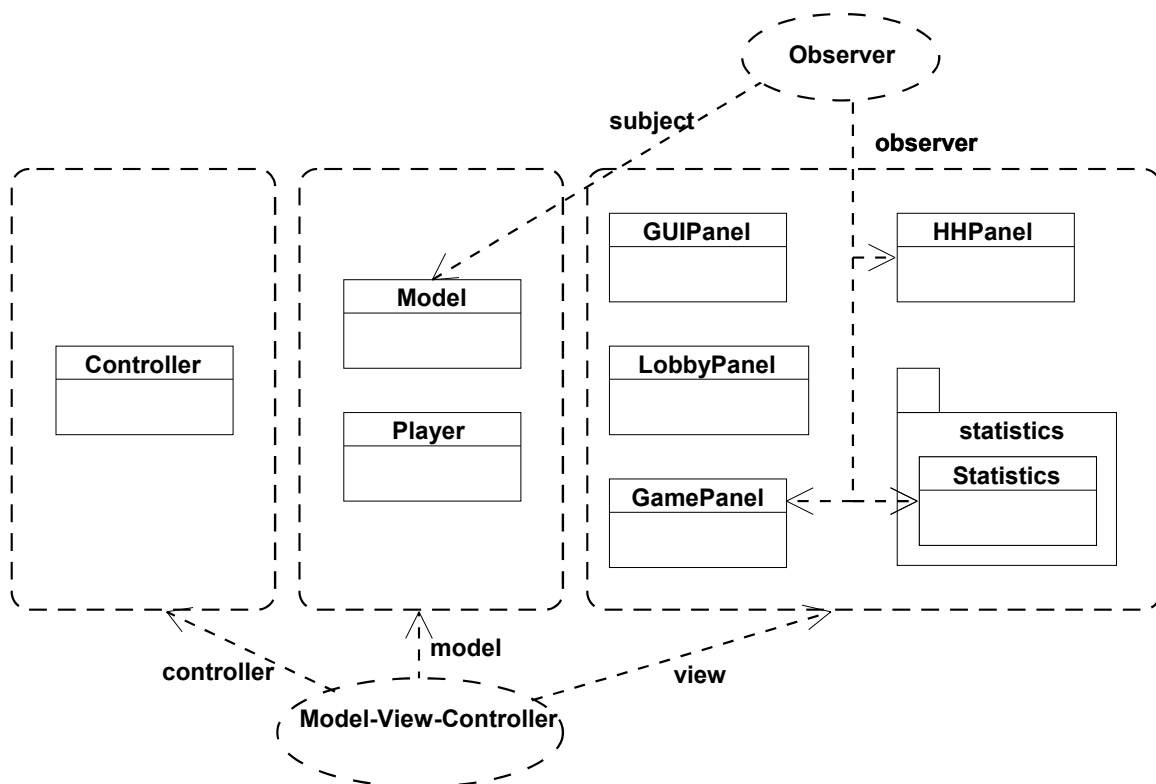 Observer
subject
observer
GUIPanel
HHPanel
Model
Controller
LobbyPanel
Player
statistics
GamePanel
Statistics
controller
model
view
Model-View-Controller